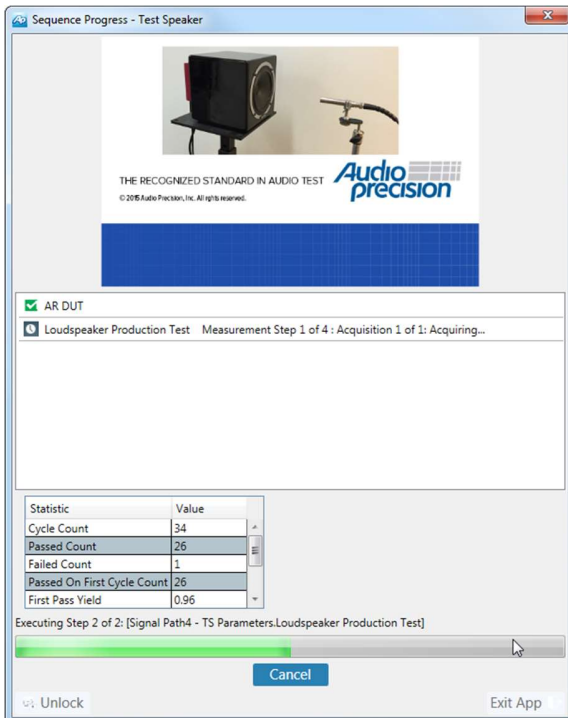 Sequence Progress - Test Speaker
THE RECOGNIZED STANDARD IN AUDIO TEST
Audio precision
© 2015 Audio Precision, Inc. All rights reserved.
AR DUT
Loudspeaker Production Test Measurement Step 1 of 4 : Acquisition 1 of 1: Acquiring...
Statistic Value
Cycle Count 34
Passed Count 26
Failed Count 1
Passed On First Cycle Count 26
First Pass Yield 0.96
Executing Step 2 of 2: [Signal Path4 - TS Parameters.Loudspeaker Production Test]
Cancel
Unlock Exit App